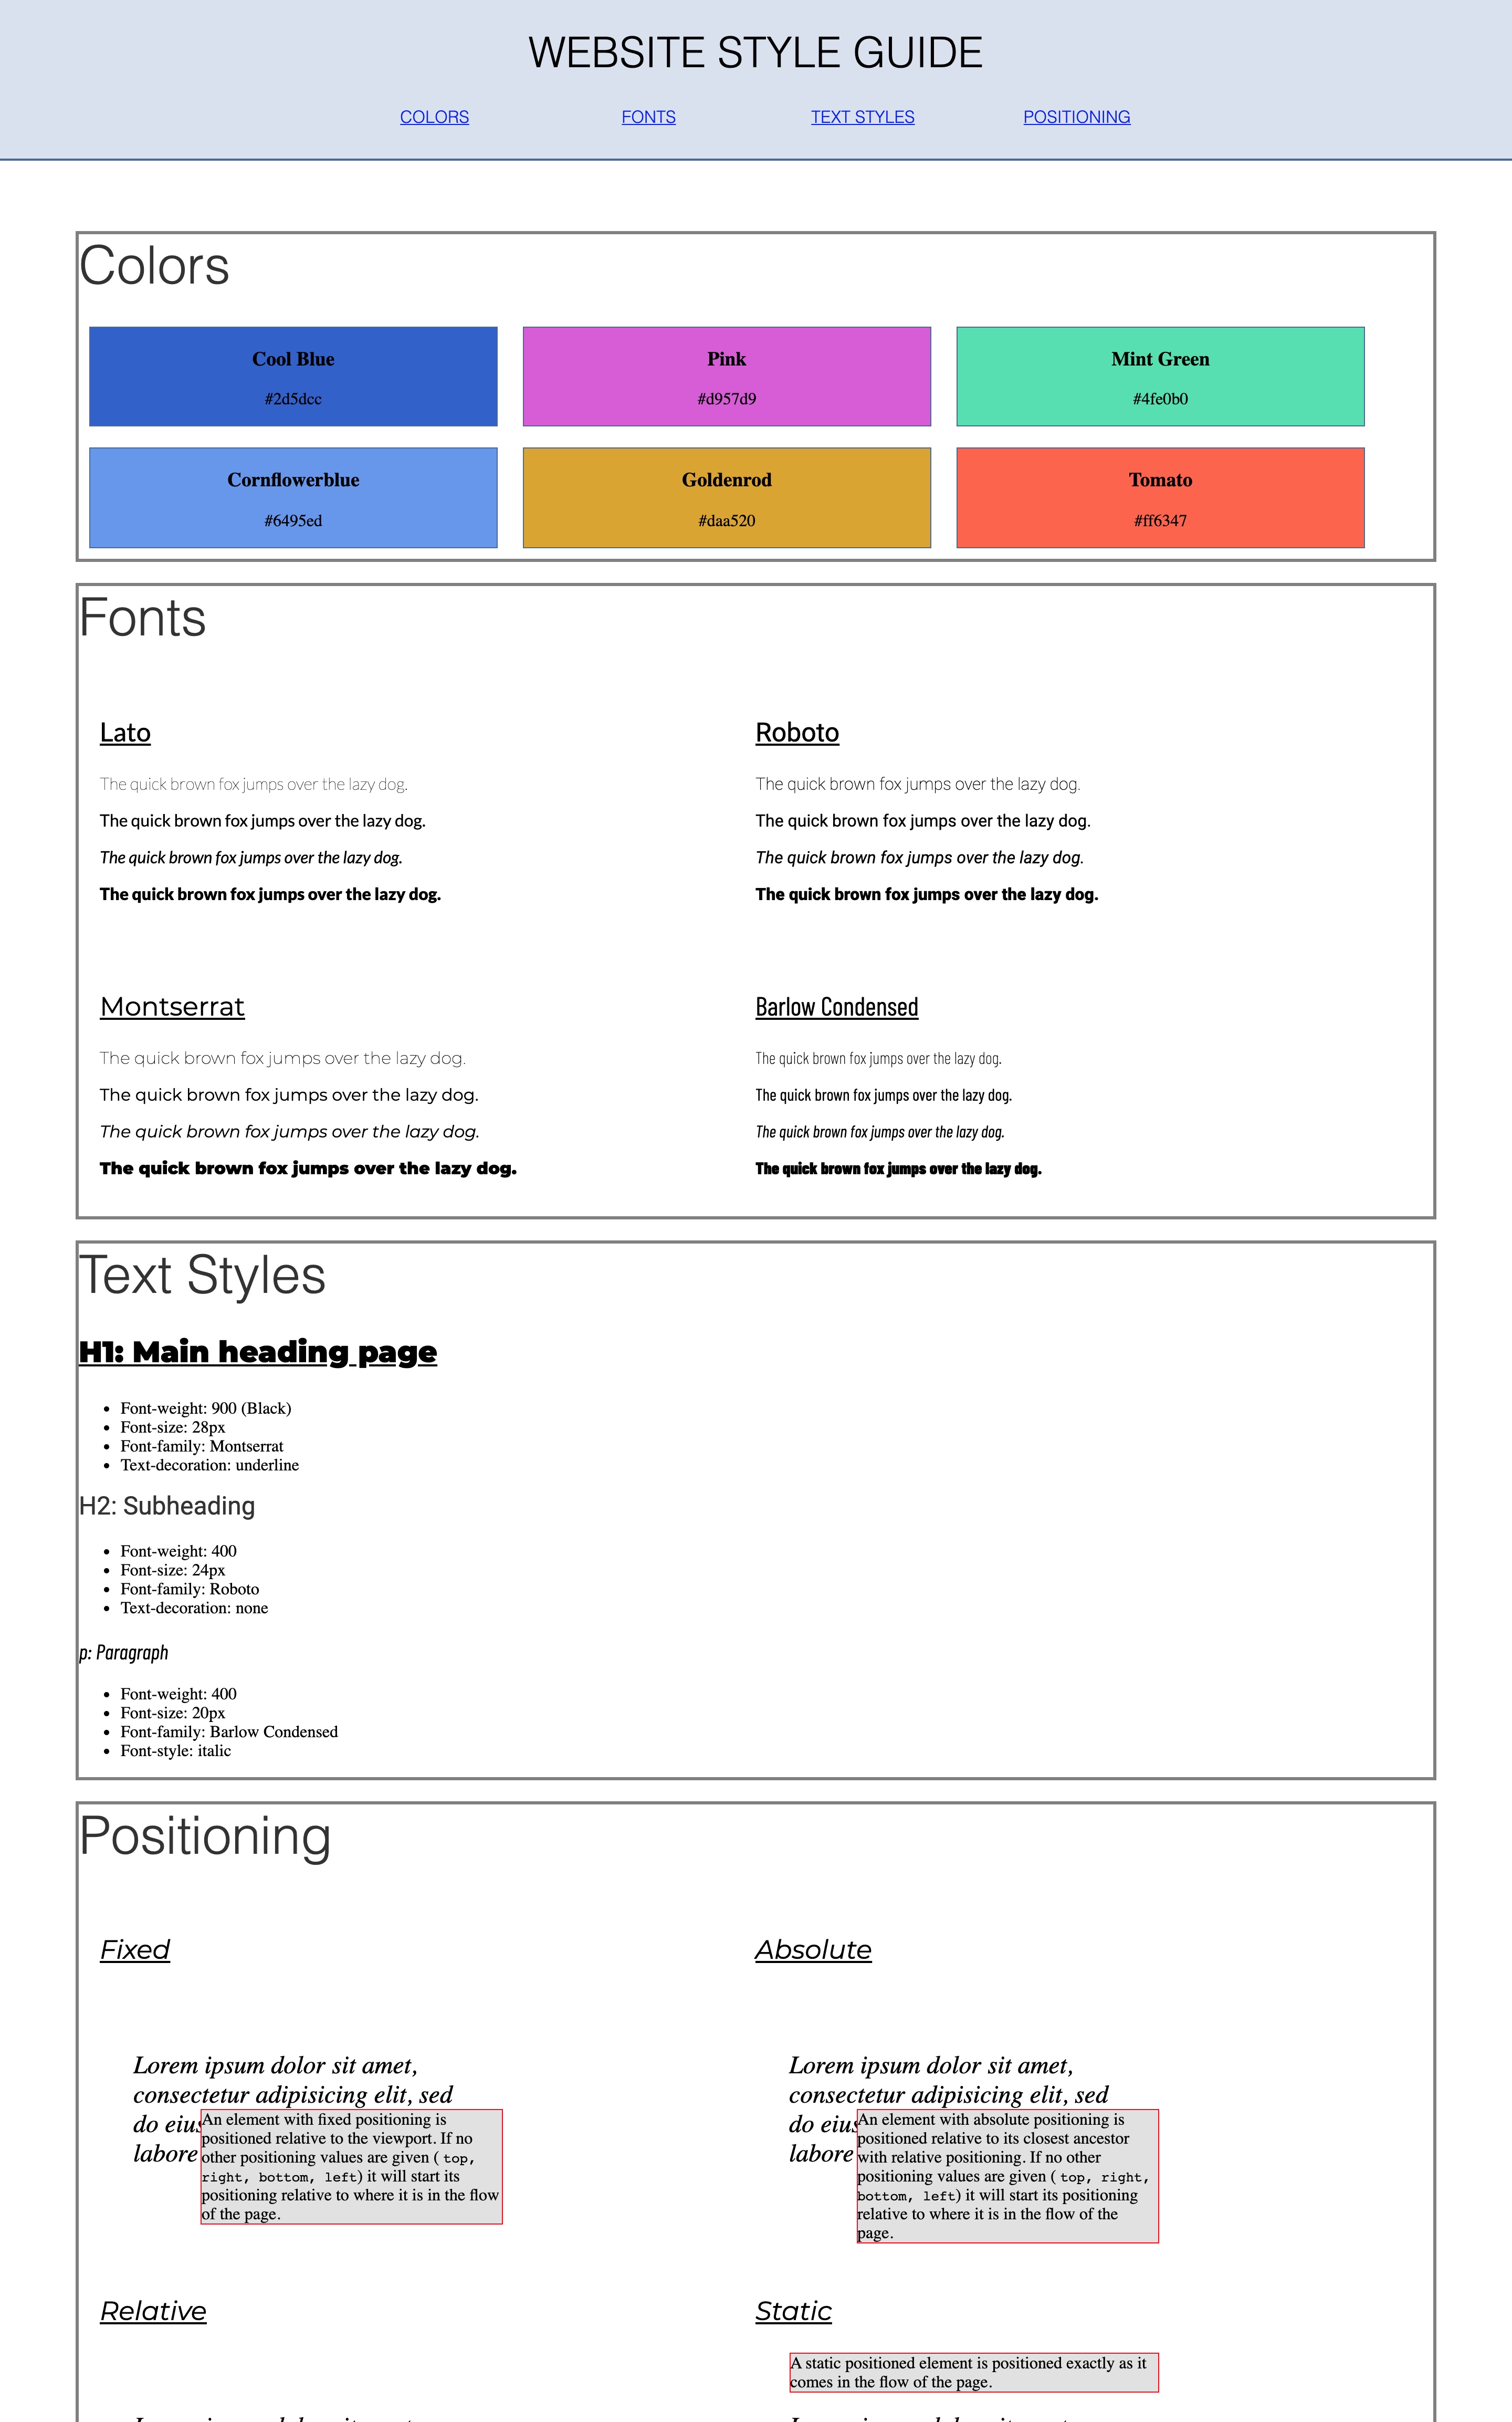 WEBSITE STYLE GUIDE
COLORS FONTS TEXT STYLES POSITIONING
Colors
Cool Blue
#2d5dcc
Pink
#d957d9
Mint Green
#4fe0b0
Cornflowerblue
#6495ed
Goldenrod
#daa520
Tomato
#ff6347
Fonts
Lato
The quick brown fox jumps over the lazy dog.
The quick brown fox jumps over the lazy dog.
The quick brown fox jumps over the lazy dog.
The quick brown fox jumps over the lazy dog.
Roboto
The quick brown fox jumps over the lazy dog.
The quick brown fox jumps over the lazy dog.
The quick brown fox jumps over the lazy dog.
The quick brown fox jumps over the lazy dog.
Montserrat
The quick brown fox jumps over the lazy dog.
The quick brown fox jumps over the lazy dog.
The quick brown fox jumps over the lazy dog.
The quick brown fox jumps over the lazy dog.
Barlow Condensed
The quick brown fox jumps over the lazy dog.
The quick brown fox jumps over the lazy dog.
The quick brown fox jumps over the lazy dog.
The quick brown fox jumps over the lazy dog.
Text Styles
H1: Main heading page
• Font-weight: 900 (Black)
• Font-size: 28px
• Font-family: Montserrat
• Text-decoration: underline
H2: Subheading
• Font-weight: 400
• Font-size: 24px
• Font-family: Roboto
• Text-decoration: none
p: Paragraph
• Font-weight: 400
• Font-size: 20px
• Font-family: Barlow Condensed
• Font-style: italic
Positioning
Fixed
Lorem ipsum dolor sit amet,
consectetur adipisicing elit, sed
do eius
labore
An element with fixed positioning is
positioned relative to the viewport. If no
other positioning values are given ( top,
right, bottom, left) it will start its
positioning relative to where it is in the flow
of the page.
Absolute
Lorem ipsum dolor sit amet,
consectetur adipisicing elit, sed
do eius
labore
An element with absolute positioning is
positioned relative to its closest ancestor
with relative positioning. If no other
positioning values are given ( top, right,
bottom, left) it will start its positioning
relative to where it is in the flow of the
page.
Relative
Static
A static positioned element is positioned exactly as it
comes in the flow of the page.